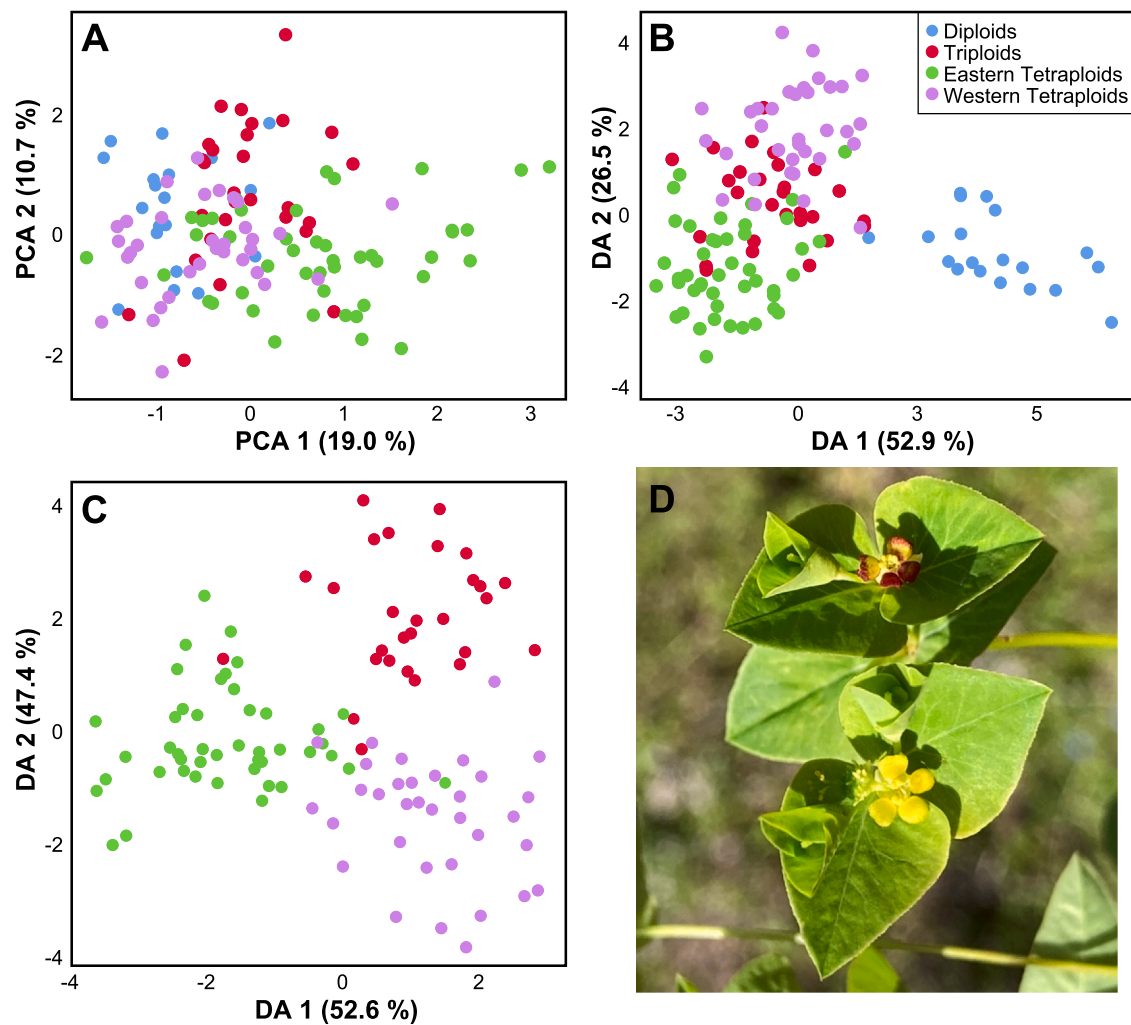 A
2
0
-2
PCA 2 (10.7 %)
-1
0
1
2
3
PCA 1 (19.0 %)
B
Diploids
Triploids
Eastern Tetraploids
Western Tetraploids
4
2
0
-2
-4
DA 2 (26.5 %)
-3
0
3
5
DA 1 (52.9 %)
C
4
2
0
-2
-4
DA 2 (47.4 %)
-4
-2
0
2
DA 1 (52.6 %)
D